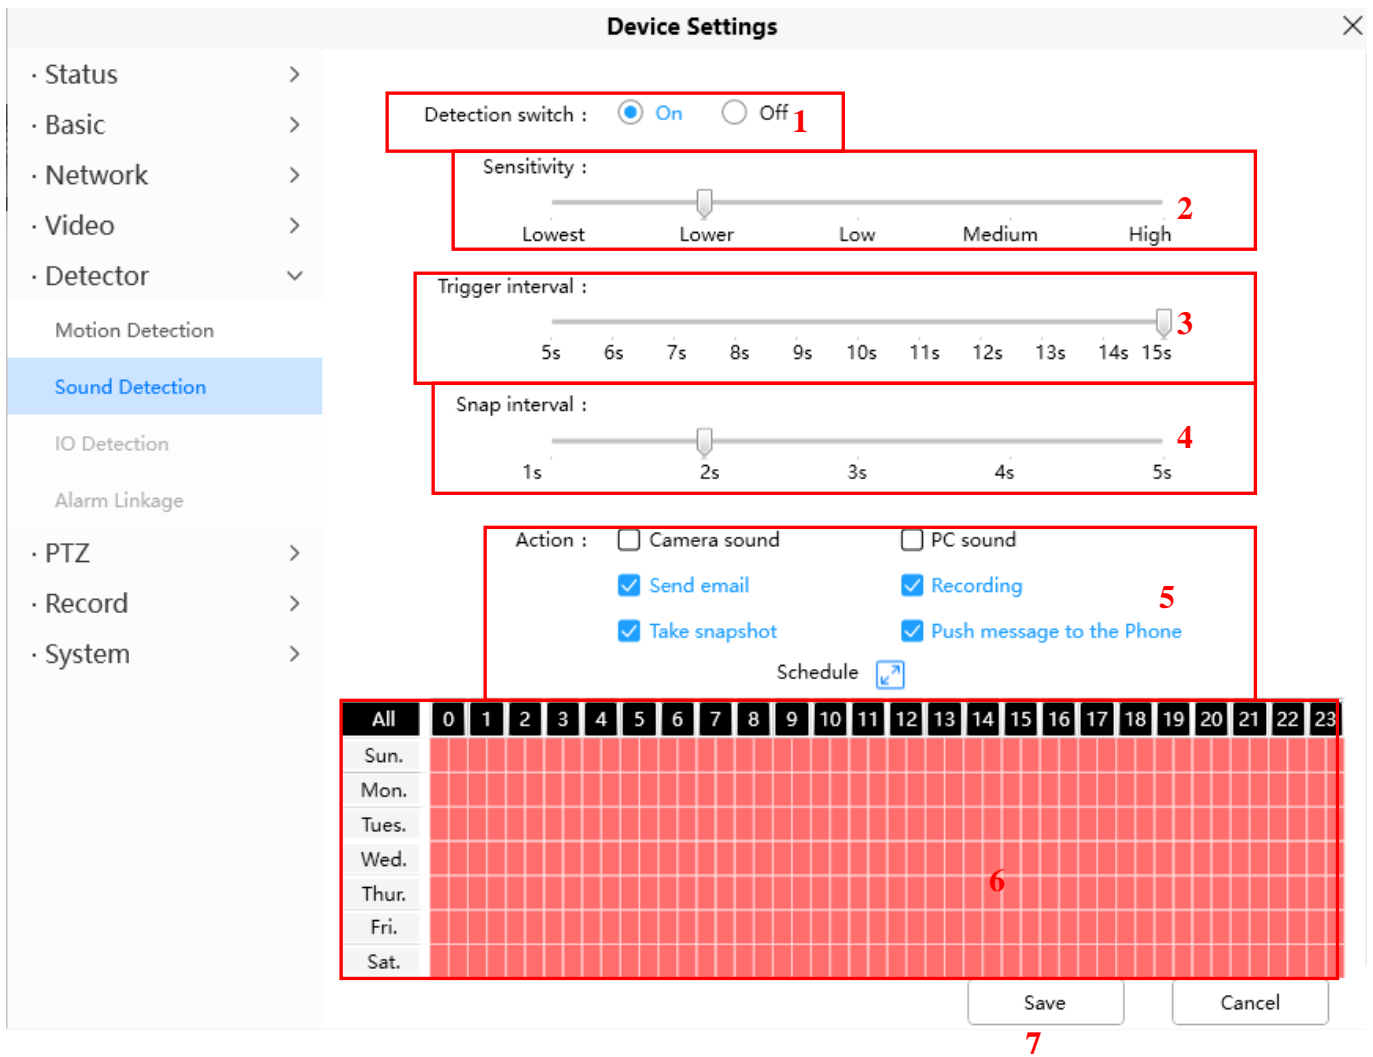 Device Settings
· Status
· Basic
· Network
· Video
· Detector
Motion Detection
Sound Detection
IO Detection
Alarm Linkage
· PTZ
· Record
· System
Detection switch : On Off 1
Sensitivity :
2
Lowest Lower Low Medium High
Trigger interval :
3
5s 6s 7s 8s 9s 10s 11s 12s 13s 14s 15s
Snap interval :
4
1s 2s 3s 4s 5s
Action : Camera sound PC sound
Send email Recording 5
Take snapshot Push message to the Phone
Schedule
All 0 1 2 3 4 5 6 7 8 9 10 11 12 13 14 15 16 17 18 19 20 21 22 23
Sun.
Mon.
Tues.
Wed.
Thur. 6
Fri.
Sat.
Save Cancel
7